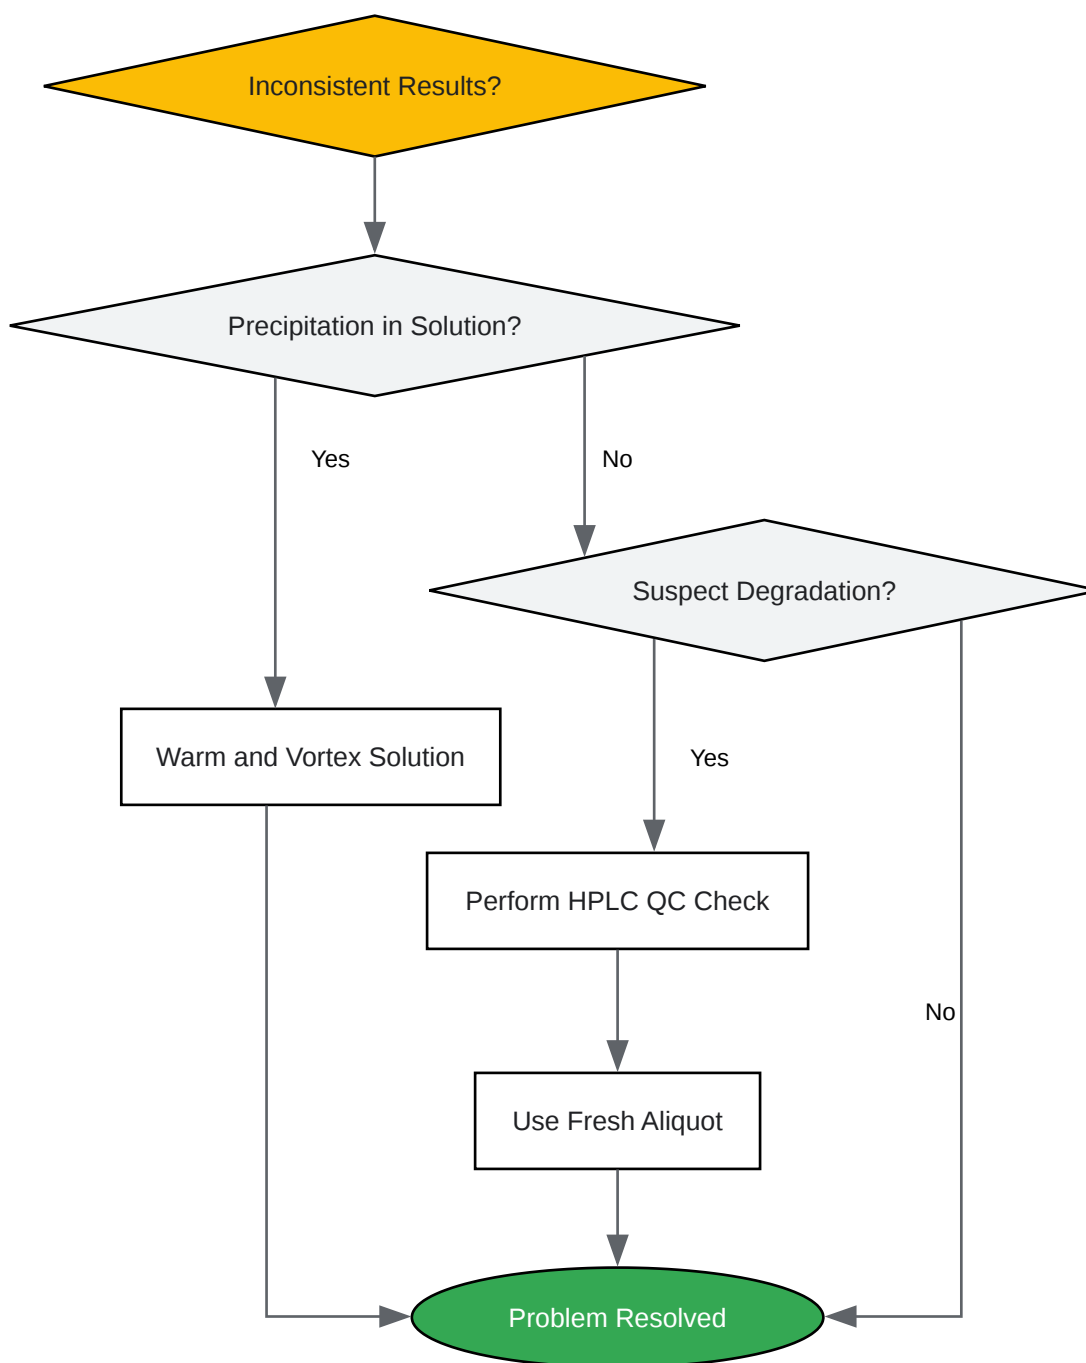 Inconsistent Results?
Precipitation in Solution?
Yes
No
Suspect Degradation?
Warm and Vortex Solution
Yes
Perform HPLC QC Check
No
Use Fresh Aliquot
Problem Resolved